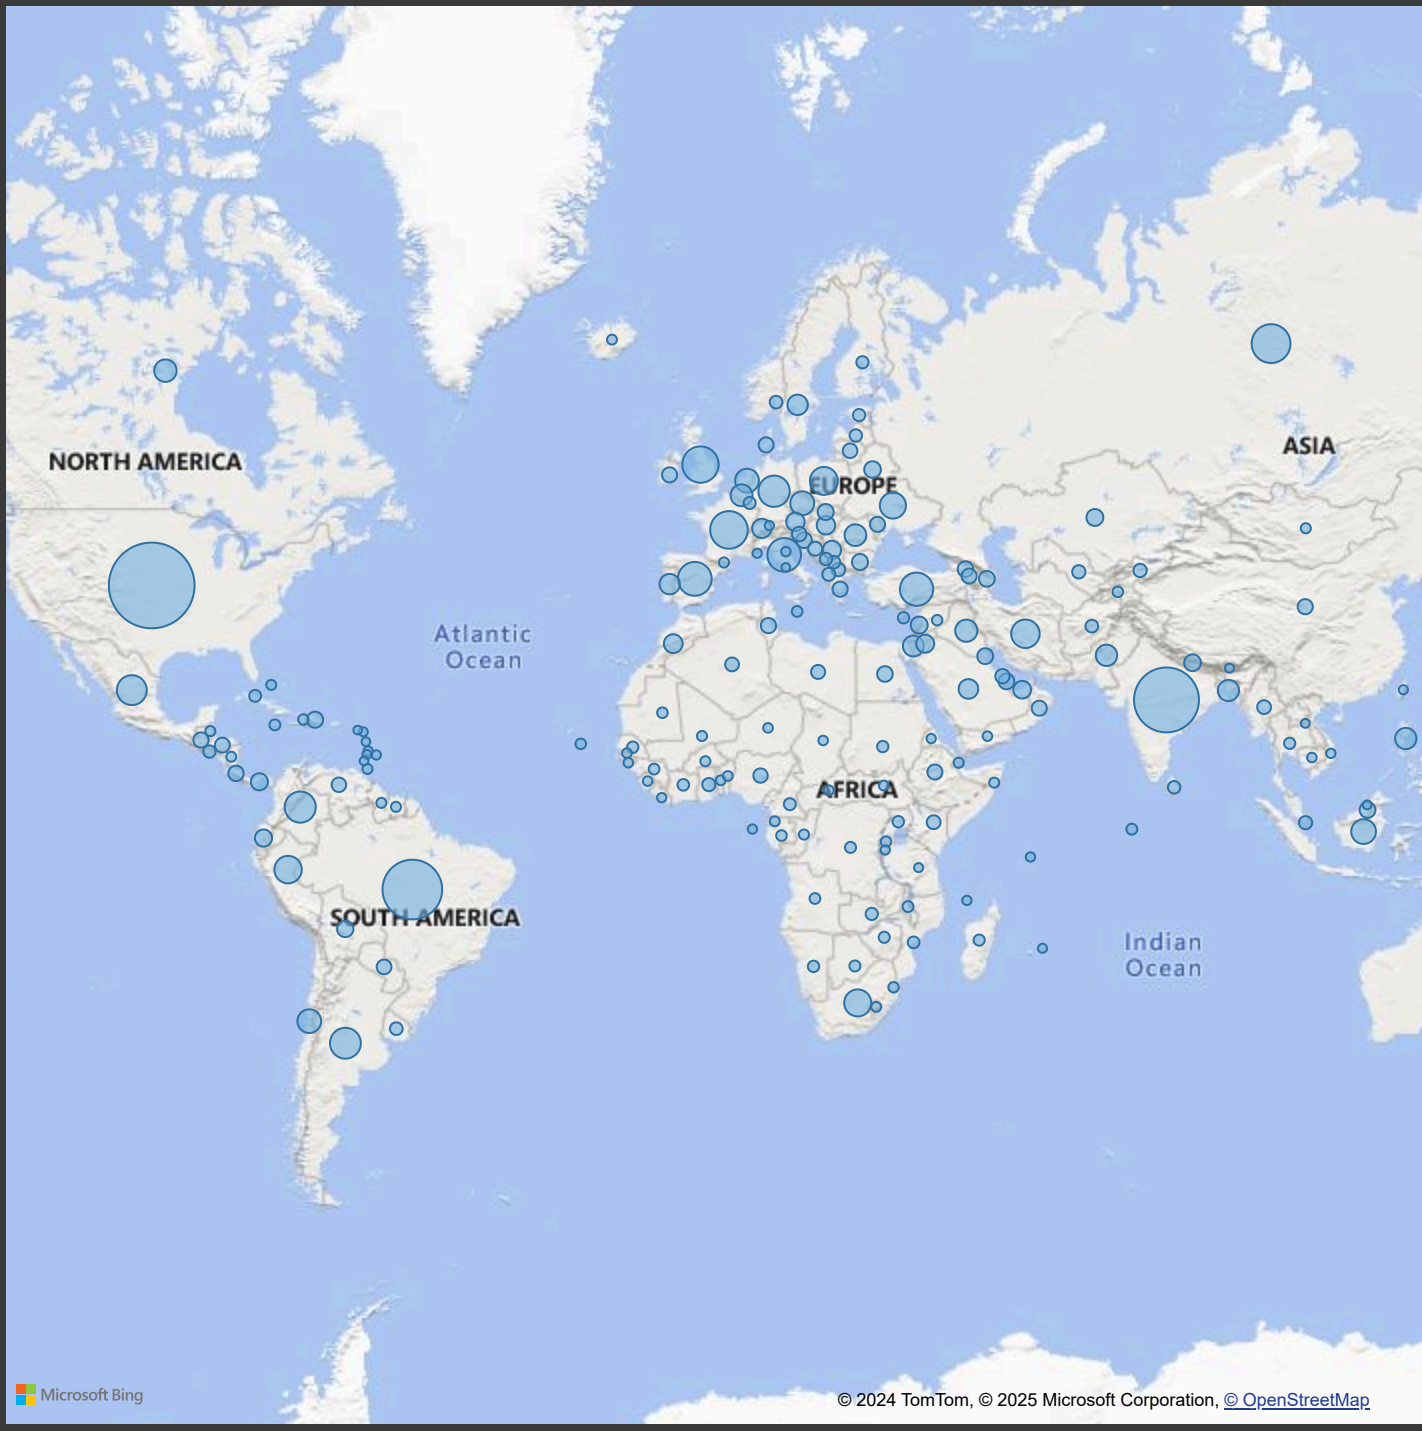 NORTH AMERICA
ASIA
EUROPE
Atlantic
Ocean
AFRICA
SOUTH AMERICA
Indian
Ocean
Microsoft Bing
© 2024 TomTom, © 2025 Microsoft Corporation, © OpenStreetMap